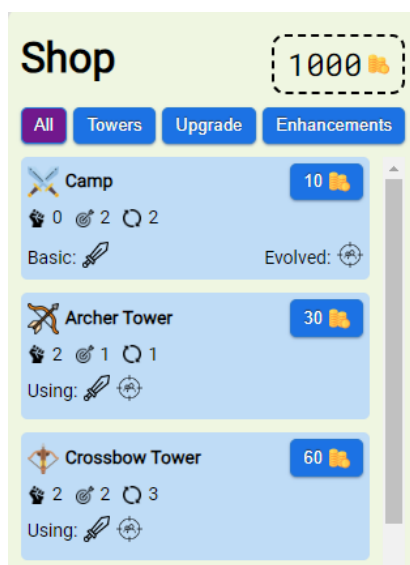 Shop
1000
All Towers Upgrade Enhancements
Camp 10
0 2 2
Basic: Evolved:
Archer Tower 30
2 1 1
Using:
Crossbow Tower 60
2 2 3
Using: